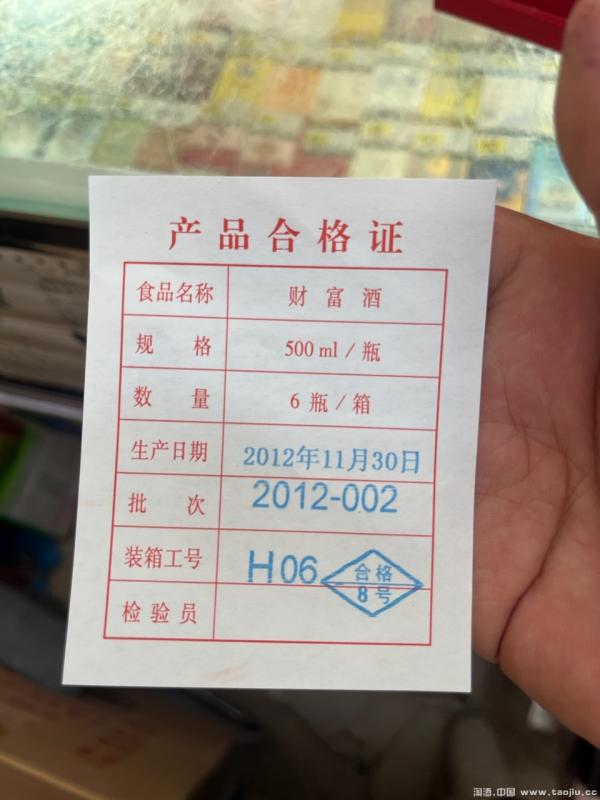 产品合格证
食品名称 财富酒
规格 500 ml / 瓶
数量 6 瓶 / 箱
生产日期 2012年11月30日
批次 2012-002
装箱工号 H06
合格
8号
检验员
淘酒.中国 www.taojiu.cc